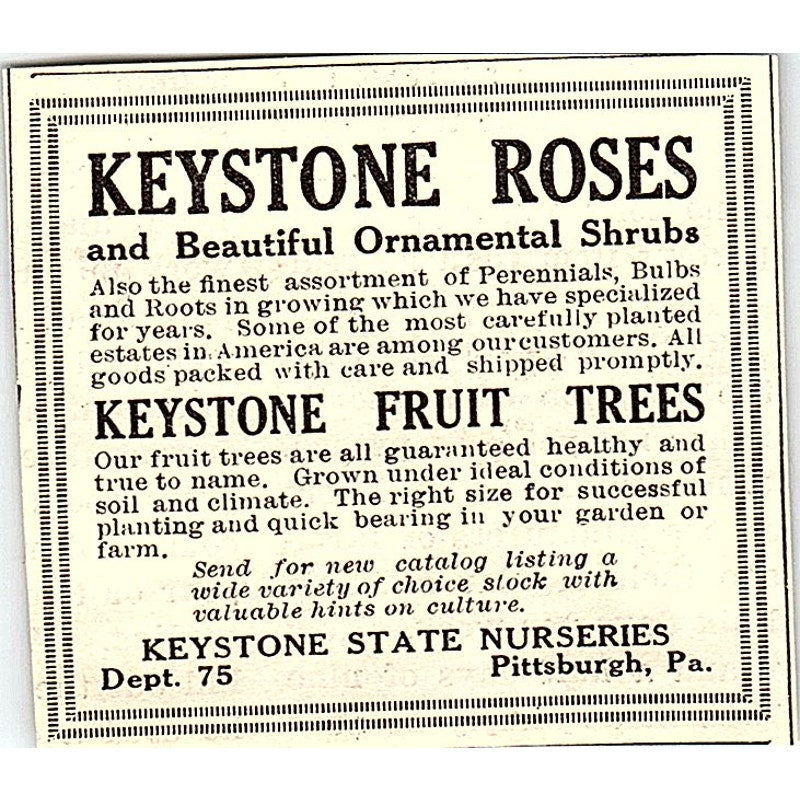 KEYSTONE ROSES
and Beautiful Ornamental Shrubs
Also the finest assortment of Perennials, Bulbs
and Roots in growing which we have specialized
for years. Some of the most carefully planted
estates in America are among our customers. All
goods packed with care and shipped promptly.
KEYSTONE FRUIT TREES
Our fruit trees are all guaranteed healthy and
true to name. Grown under ideal conditions of
soil and climate. The right size for successful
planting and quick bearing in your garden or
farm.
Send for new catalog listing a
wide variety of choice stock with
valuable hints on culture.
KEYSTONE STATE NURSERIES
Dept. 75 Pittsburgh, Pa.